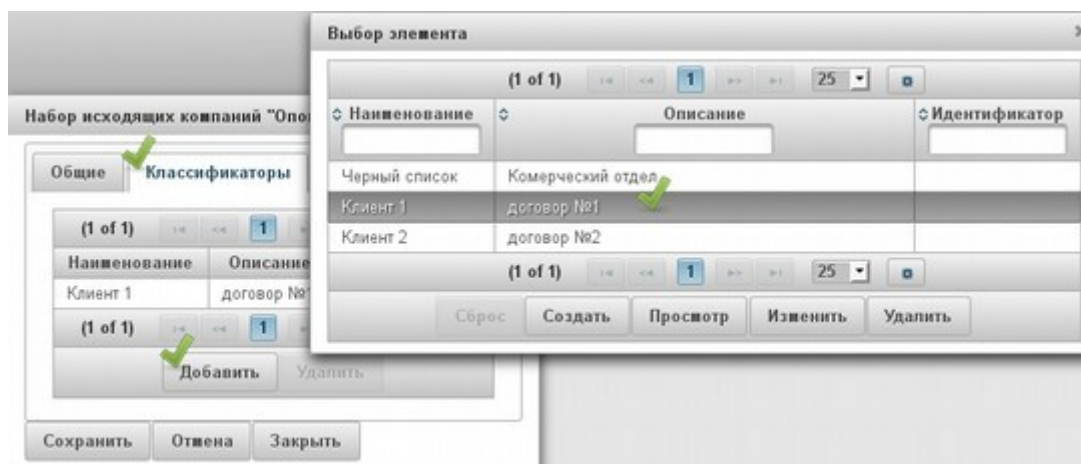 Выбор элемента
(1 of 1) 1 25
Наименование Описание Идентификатор
Черный список Комерческий отдел
Клиент 1 договор №1
Клиент 2 договор №2
(1 of 1) 1 25
Сброс Создать Просмотр Изменить Удалить
Набор исходящих компаний
Общие Классификаторы
(1 of 1) 1
Наименование Описание
Клиент 1 договор №
(1 of 1) 1
Добавить Удалить
Сохранить Отмена Закрыть